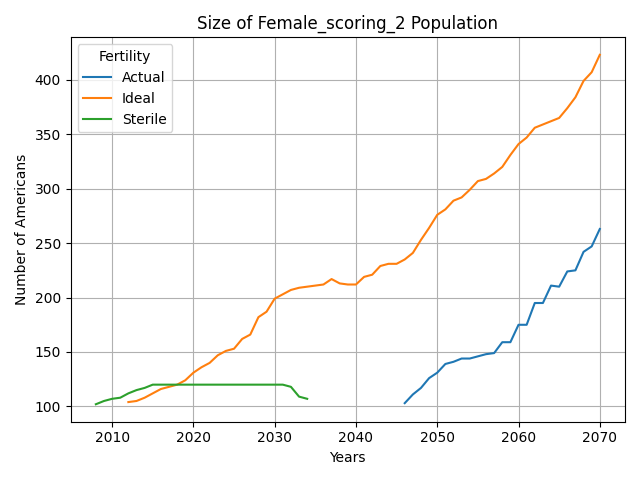 Size of Female_scoring_2 Population
Fertility
Actual
Ideal
Sterile
400
350
300
250
200
150
100
Number of Americans
2010 2020 2030 2040 2050 2060 2070
Years